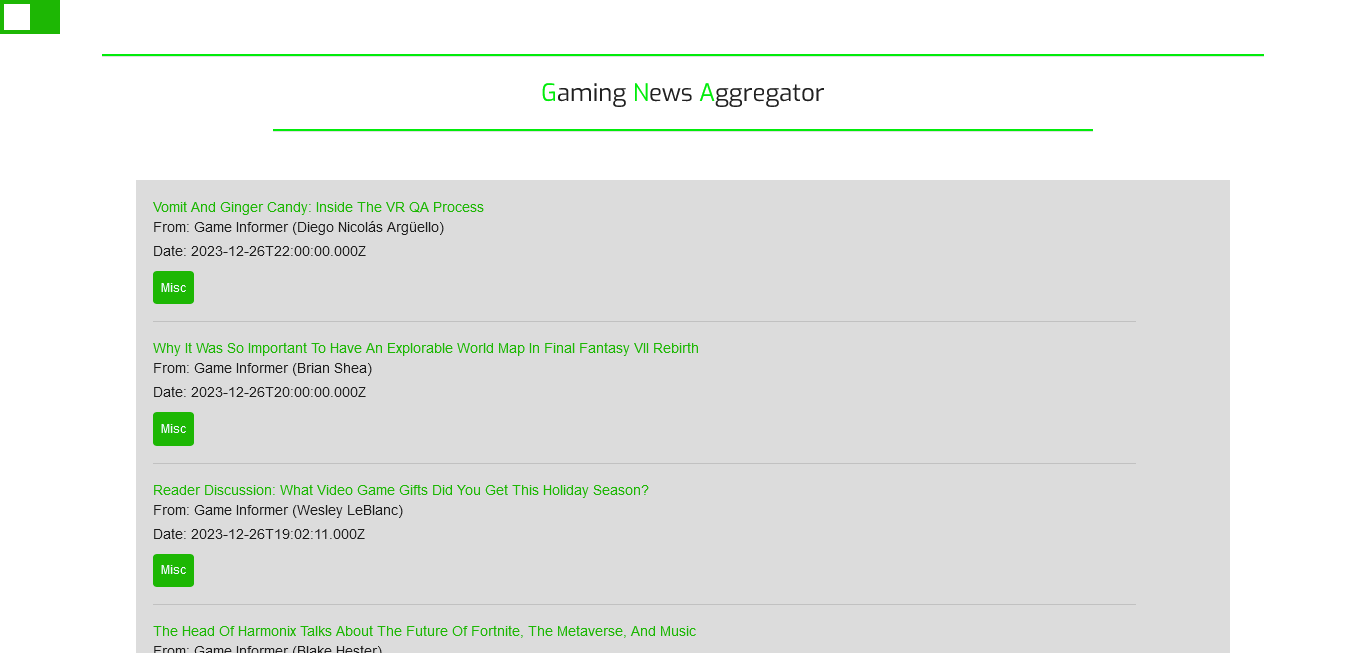 Gaming News Aggregator
Vomit And Ginger Candy: Inside The VR QA Process
From: Game Informer (Diego Nicolás Argüello)
Date: 2023-12-26T22:00:00.000Z
Misc
Why It Was So Important To Have An Explorable World Map In Final Fantasy VII Rebirth
From: Game Informer (Brian Shea)
Date: 2023-12-26T20:00:00.000Z
Misc
Reader Discussion: What Video Game Gifts Did You Get This Holiday Season?
From: Game Informer (Wesley LeBlanc)
Date: 2023-12-26T19:02:11.000Z
Misc
The Head Of Harmonix Talks About The Future Of Fortnite, The Metaverse, And Music
From: Game Informer (Blake Hester)